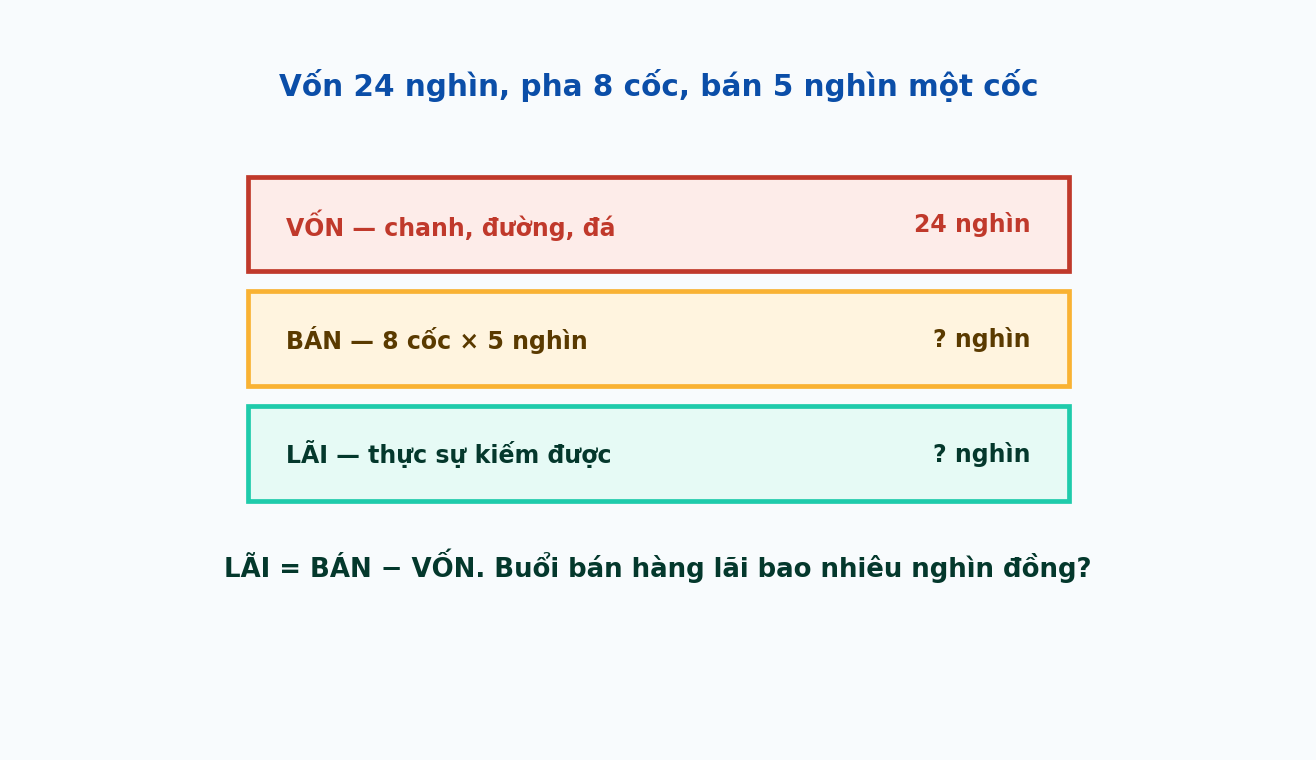 Vốn 24 nghìn, pha 8 cốc, bán 5 nghìn một cốc
VỐN — chanh, đường, đá 24 nghìn
BÁN — 8 cốc × 5 nghìn ? nghìn
LÃI — thực sự kiếm được ? nghìn
LÃI = BÁN − VỐN. Buổi bán hàng lãi bao nhiêu nghìn đồng?